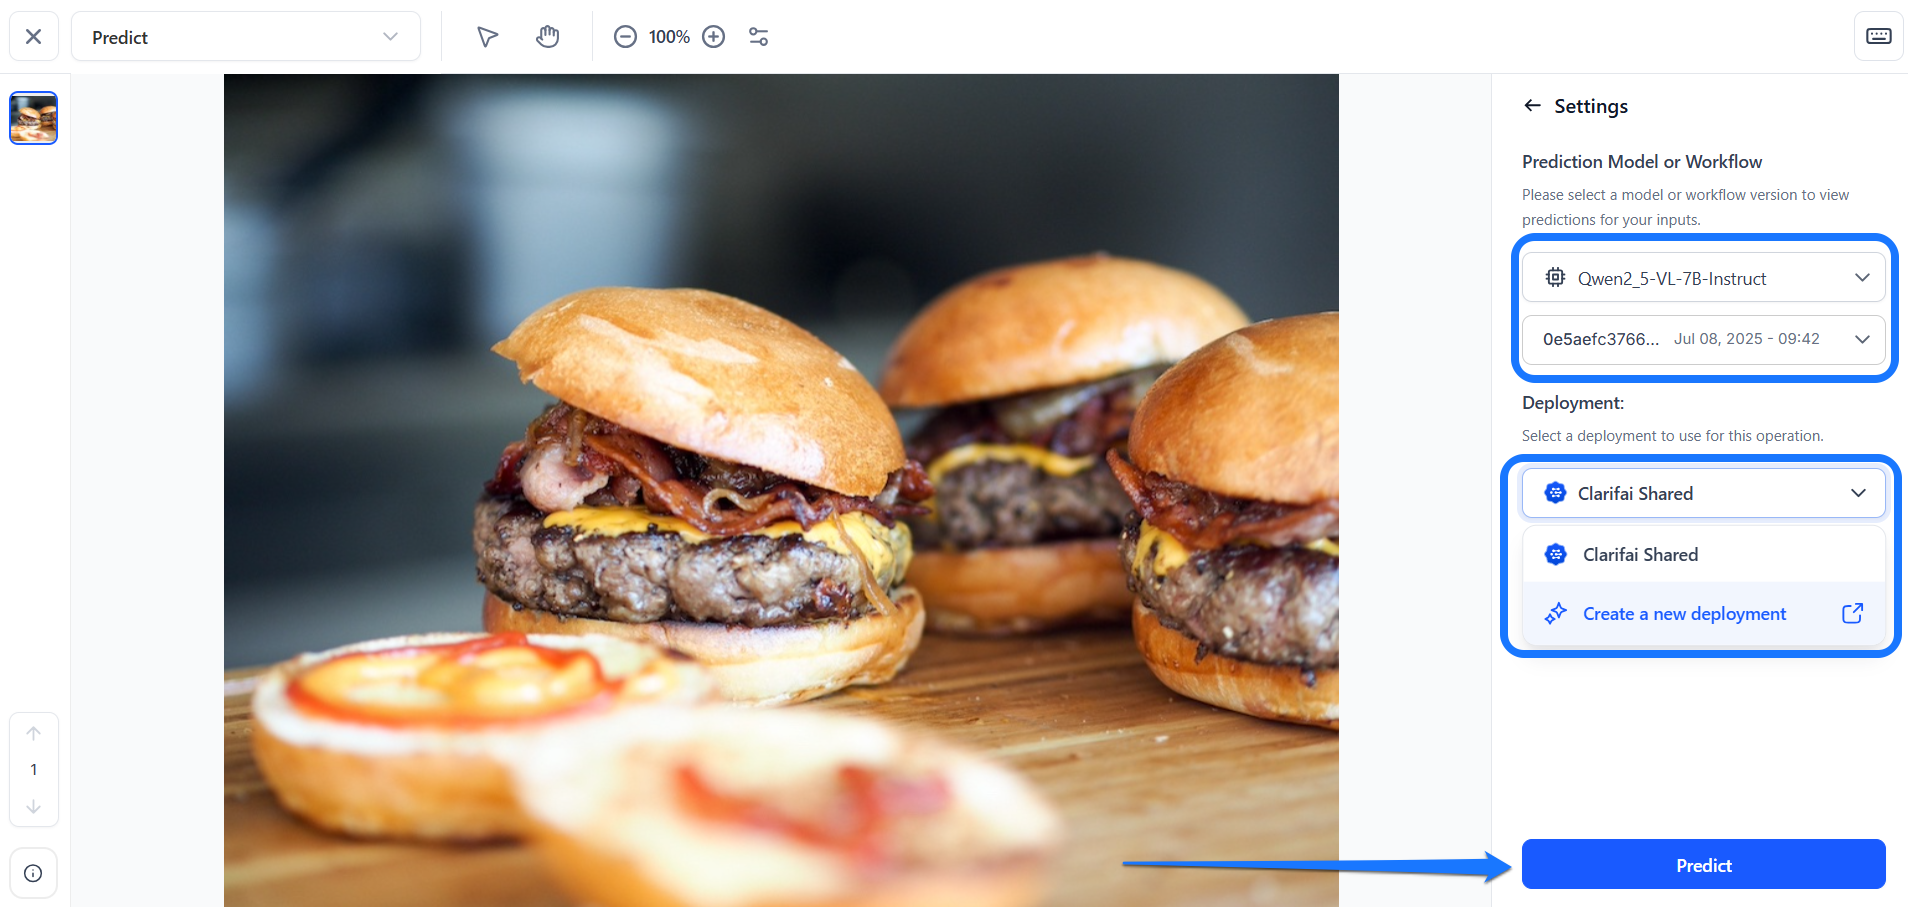 Predict
100%
Settings
Prediction Model or Workflow
Please select a model or workflow version to view
predictions for your inputs.
Qwen2_5-VL-7B-Instruct
0e5aefc3766... Jul 08, 2025 - 09:42
Deployment:
Select a deployment to use for this operation.
Clarifai Shared
Clarifai Shared
Create a new deployment
1
Predict